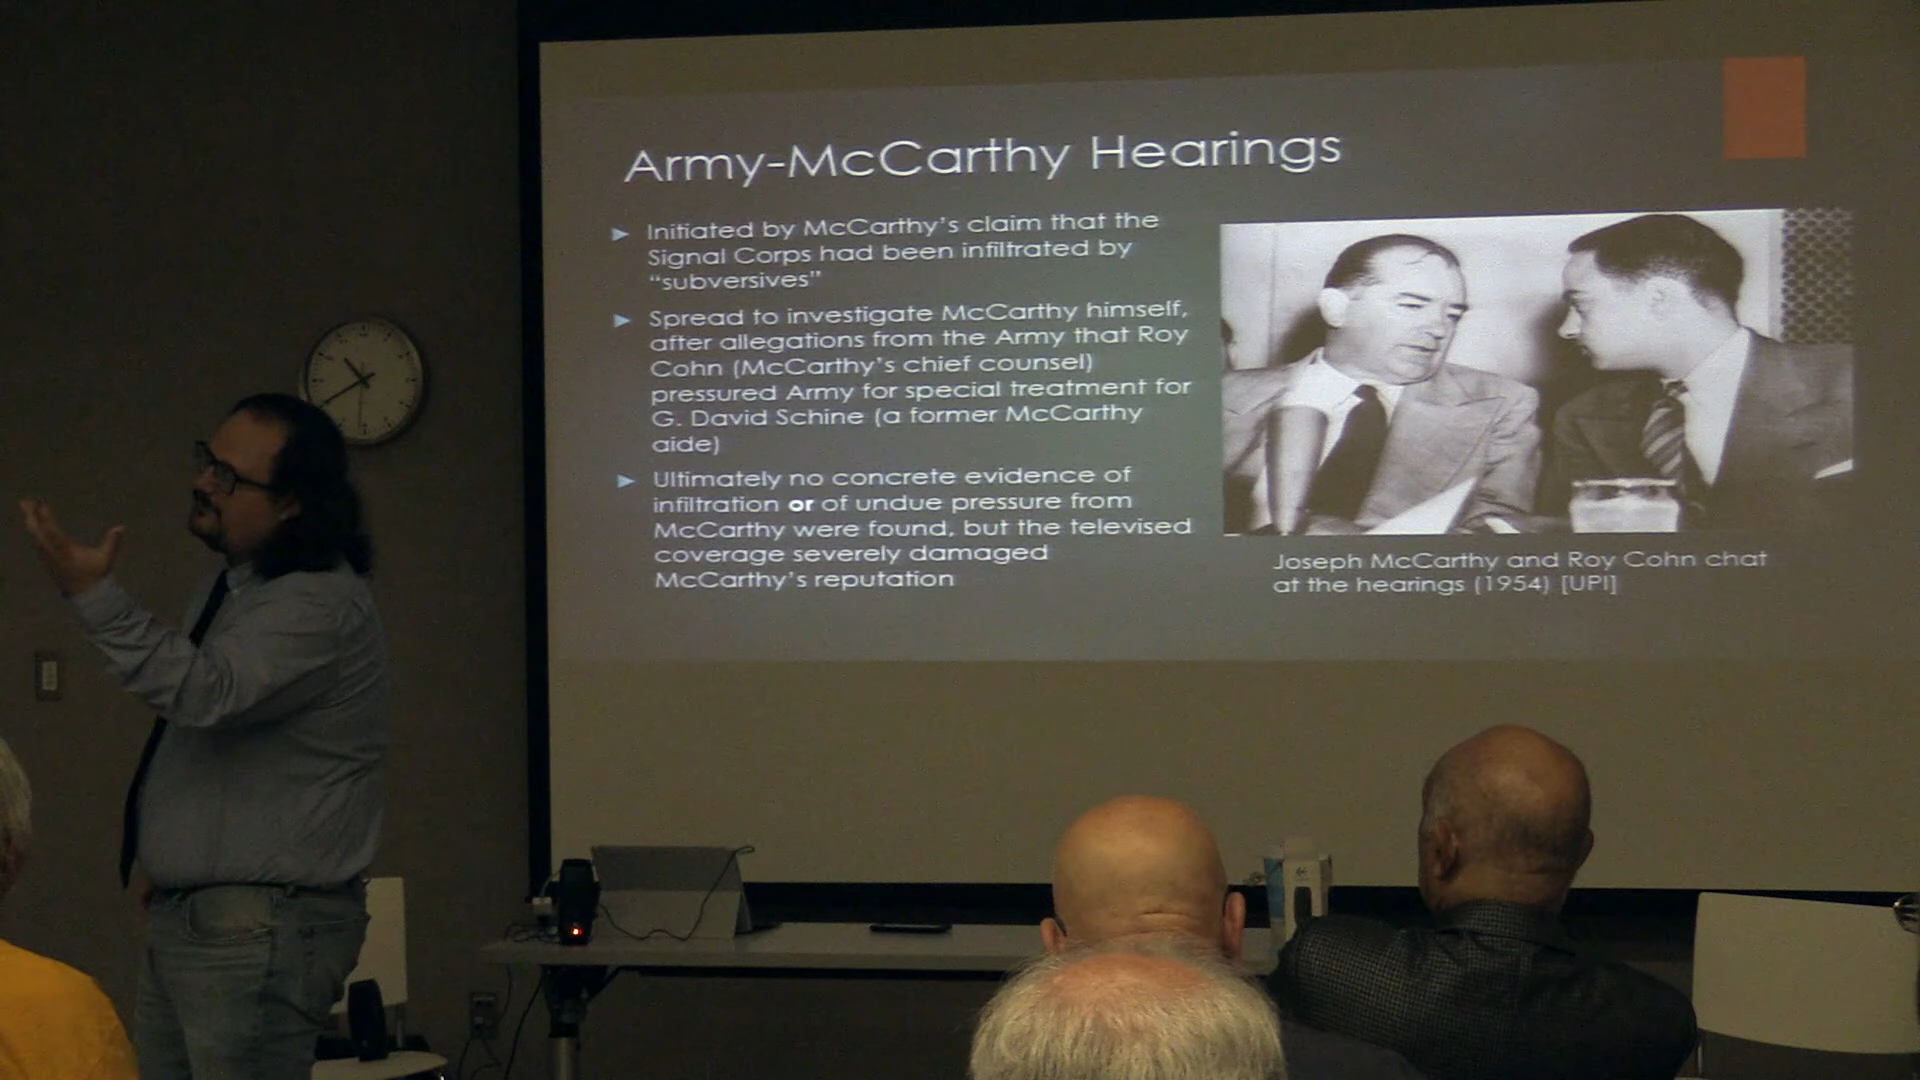 Army-McCarthy Hearings
Initiated by McCarthy's claim that the
Signal Corps had been infiltrated by
"subversives"
Spread to investigate McCarthy himself,
after allegations from the Army that Roy
Cohn (McCarthy's chief counsel)
pressured Army for special treatment for
G. David Schine (a former McCarthy
aide)
Ultimately no concrete evidence of
infiltration or of undue pressure from
McCarthy were found, but the televised
coverage severely damaged
McCarthy's reputation
Joseph McCarthy and Roy Cohn chat
at the hearings (1954) [UPI]